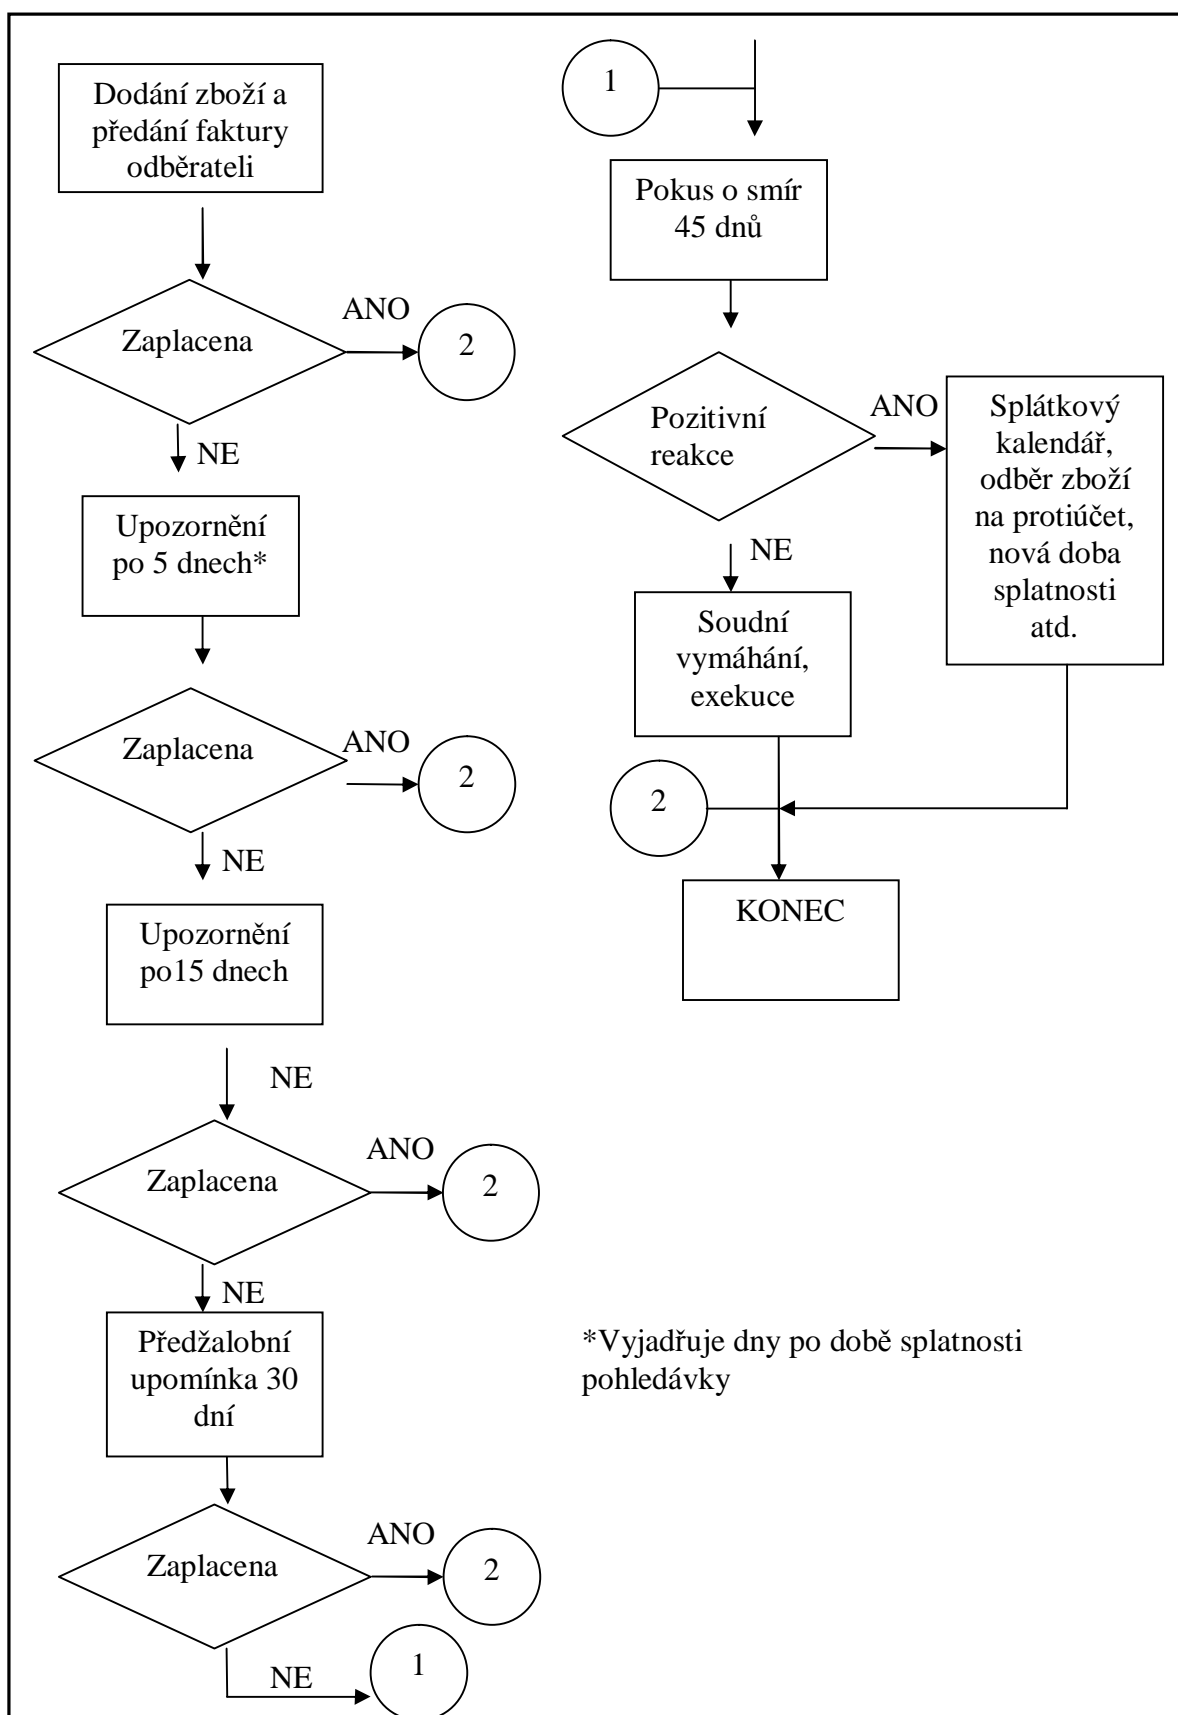 Dodání zboží a
předání faktury
odběrateli
Zaplacena
ANO
2
NE
Upozornění
po 5 dnech*
Zaplacena
ANO
2
NE
Upozornění
po15 dnech
NE
Zaplacena
ANO
2
NE
Předžalobní
upomínka 30
dní
Zaplacena
ANO
2
NE
1
1
Pokus o smír
45 dnů
Pozitivní
reakce
ANO
Splátkový
kalendář,
odběr zboží
na protiúčet,
nová doba
splatnosti
atd.
NE
Soudní
vymáhání,
exekuce
2
KONEC
*Vyjadřuje dny po době splatnosti
pohledávky